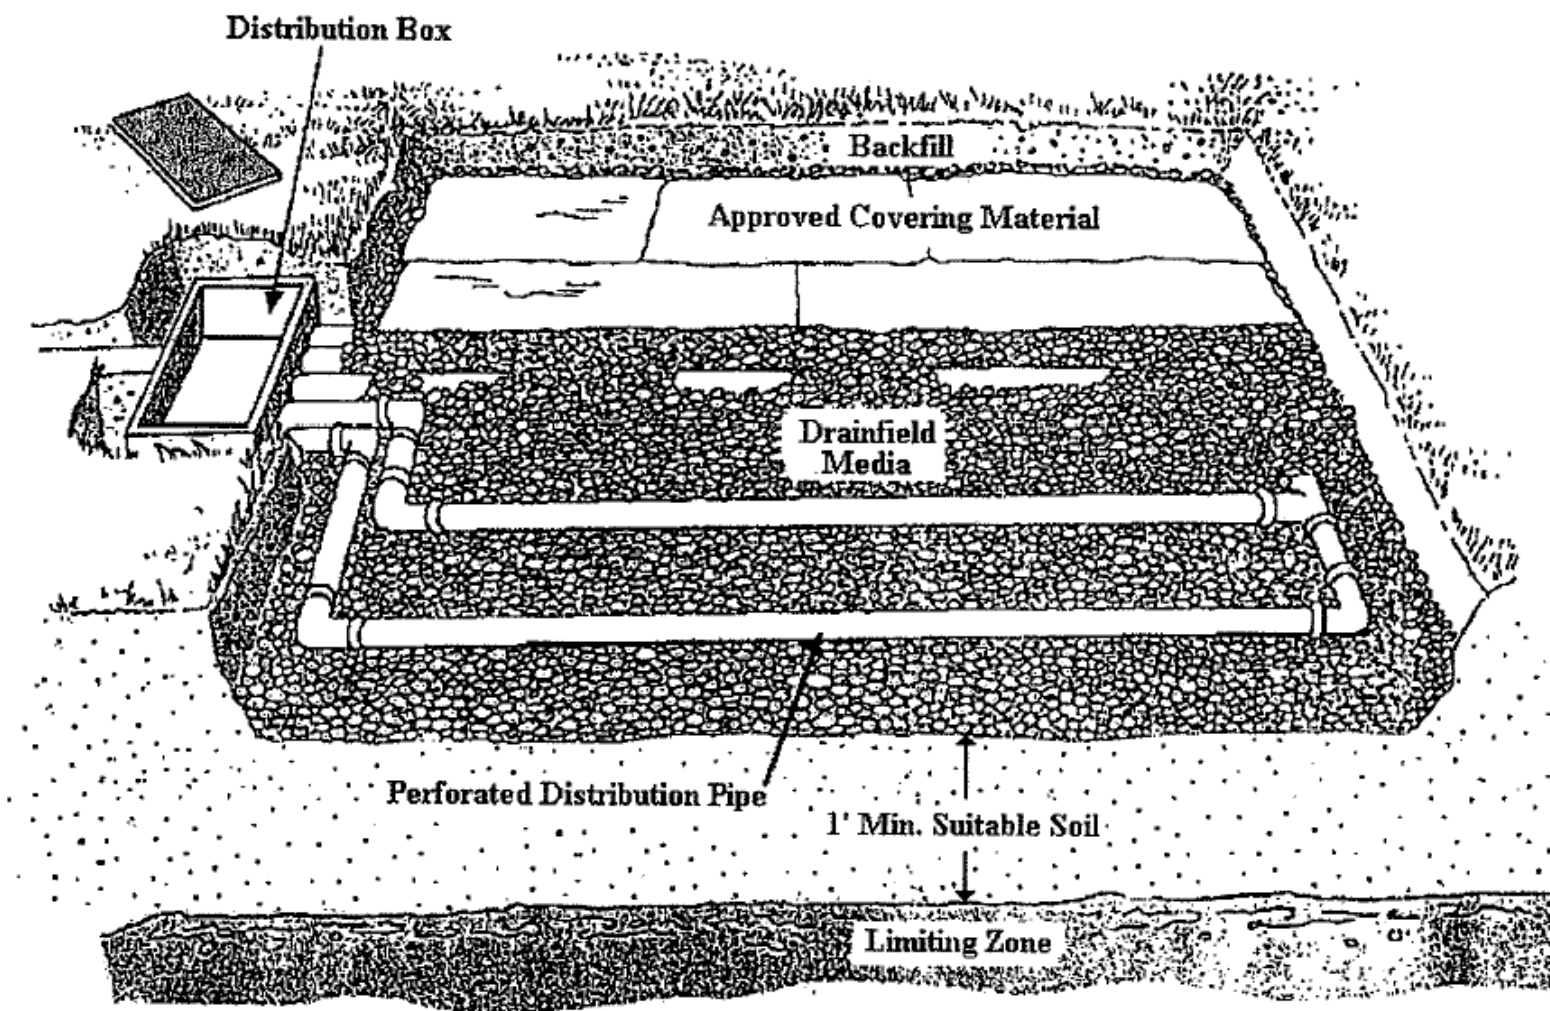 Distribution Box
Backfill
Approved Covering Material
Drainfield
Media
Perforated Distribution Pipe
1' Min. Suitable Soil
Limiting Zone